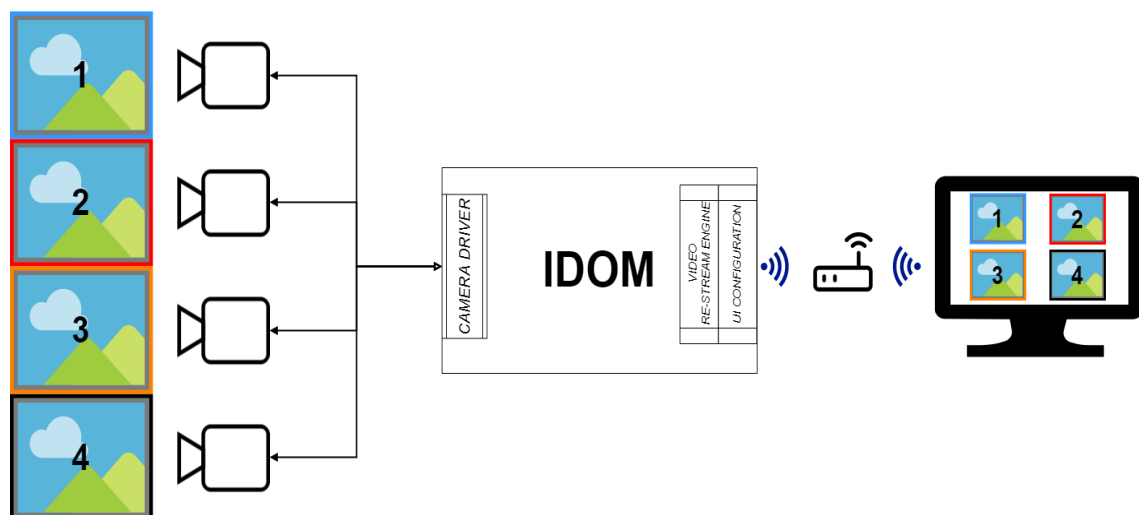 1
2
3
4
CAMERA DRIVER
IDOM
VIDEO
RE-STREAM ENGINE
UI CONFIGURATION
1
2
3
4